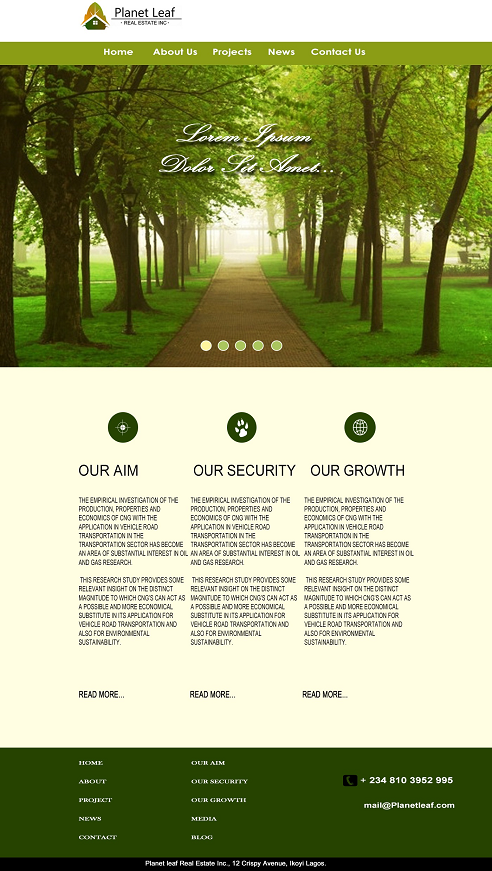 Planet Leaf
- REAL ESTATE INC-
Home About Us Projects News Contact Us
Lorem Ipsum
Dolor Sit Amet...
OUR AIM
THE EMPIRICAL INVESTIGATION OF THE
PRODUCTION, PROPERTIES AND
ECONOMICS OF CNG WITH THE
APPLICATION IN VEHICLE ROAD
TRANSPORTATION IN THE
TRANSPORTATION SECTOR HAS BECOME
AN AREA OF SUBSTANTIAL INTEREST IN OIL
AND GAS RESEARCH.
THIS RESEARCH STUDY PROVIDES SOME
RELEVANT INSIGHT ON THE DISTINCT
MAGNITUDE TO WHICH CNG'S CAN ACT AS
A POSSIBLE AND MORE ECONOMICAL
SUBSTITUTE IN ITS APPLICATION FOR
VEHICLE ROAD TRANSPORTATION AND
ALSO FOR ENVIRONMENTAL
SUSTAINABILITY.
READ MORE...
OUR SECURITY
THE EMPIRICAL INVESTIGATION OF THE
PRODUCTION, PROPERTIES AND
ECONOMICS OF CNG WITH THE
APPLICATION IN VEHICLE ROAD
TRANSPORTATION IN THE
TRANSPORTATION SECTOR HAS BECOME
AN AREA OF SUBSTANTIAL INTEREST IN OIL
AND GAS RESEARCH.
THIS RESEARCH STUDY PROVIDES SOME
RELEVANT INSIGHT ON THE DISTINCT
MAGNITUDE TO WHICH CNG'S CAN ACT AS
A POSSIBLE AND MORE ECONOMICAL
SUBSTITUTE IN ITS APPLICATION FOR
VEHICLE ROAD TRANSPORTATION AND
ALSO FOR ENVIRONMENTAL
SUSTAINABILITY.
READ MORE...
OUR GROWTH
THE EMPIRICAL INVESTIGATION OF THE
PRODUCTION, PROPERTIES AND
ECONOMICS OF CNG WITH THE
APPLICATION IN VEHICLE ROAD
TRANSPORTATION IN THE
TRANSPORTATION SECTOR HAS BECOME
AN AREA OF SUBSTANTIAL INTEREST IN OIL
AND GAS RESEARCH.
THIS RESEARCH STUDY PROVIDES SOME
RELEVANT INSIGHT ON THE DISTINCT
MAGNITUDE TO WHICH CNG'S CAN ACT AS
A POSSIBLE AND MORE ECONOMICAL
SUBSTITUTE IN ITS APPLICATION FOR
VEHICLE ROAD TRANSPORTATION AND
ALSO FOR ENVIRONMENTAL
SUSTAINABILITY.
READ MORE...
HOME
ABOUT
PROJECT
NEWS
CONTACT
OUR AIM
OUR SECURITY
OUR GROWTH
MEDIA
BLOG
+ 234 810 3952 995
mail@Planetleaf.com
Planet leaf Real Estate Inc., 12 Crispy Avenue, Ikoyi Lagos.